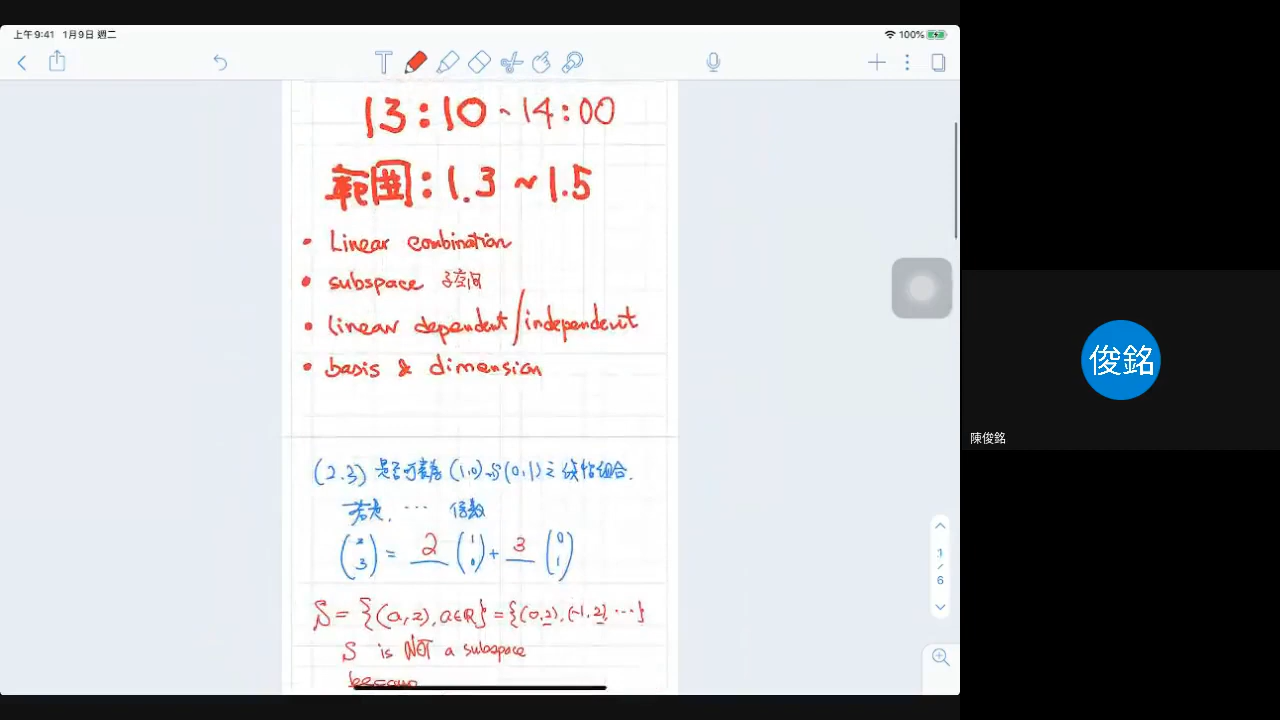 上午9:41 1月9日 週二
100%
13:10 ~ 14:00
範圍:1.3 ~ 1.5
• Linear combination
• subspace 子空間
• linear dependent/independent
• basis & dimension
(2.3) 是否可表為 (1,0) 與 (0,1) 之線性組合.
若是, ⋯ 係數
(2 3) = 2 (1 0) + 3 (0 1)
S = {(a,2), a∈R} = {(0,2), (-1,2), ⋯}
S is NOT a subspace
because
1
/
6
俊銘
陳俊銘